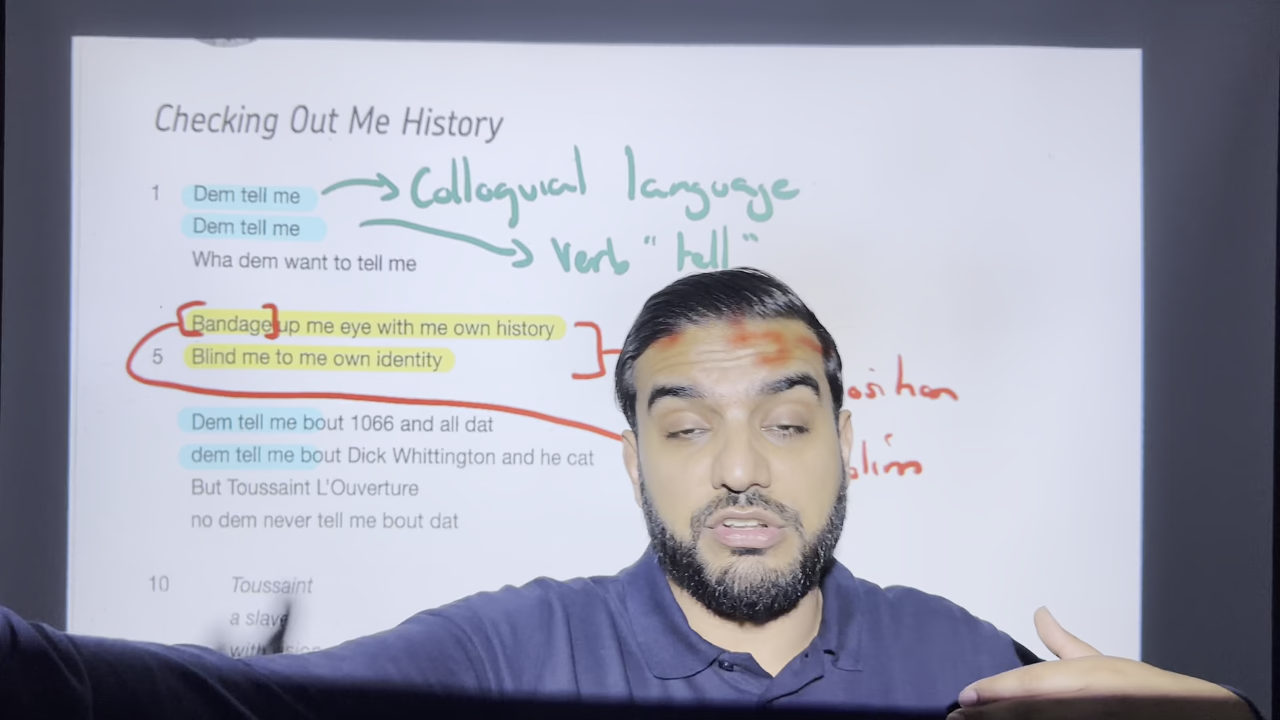 Checking Out Me History
1 Dem tell me → Colloquial language
Dem tell me → Verb "tell"
Wha dem want to tell me
Bandage up me eye with me own history
5 Blind me to me own identity
Dem tell me bout 1066 and all dat
dem tell me bout Dick Whittington and he cat
But Toussaint L'Ouverture
no dem never tell me bout dat
10 Toussaint
a slave